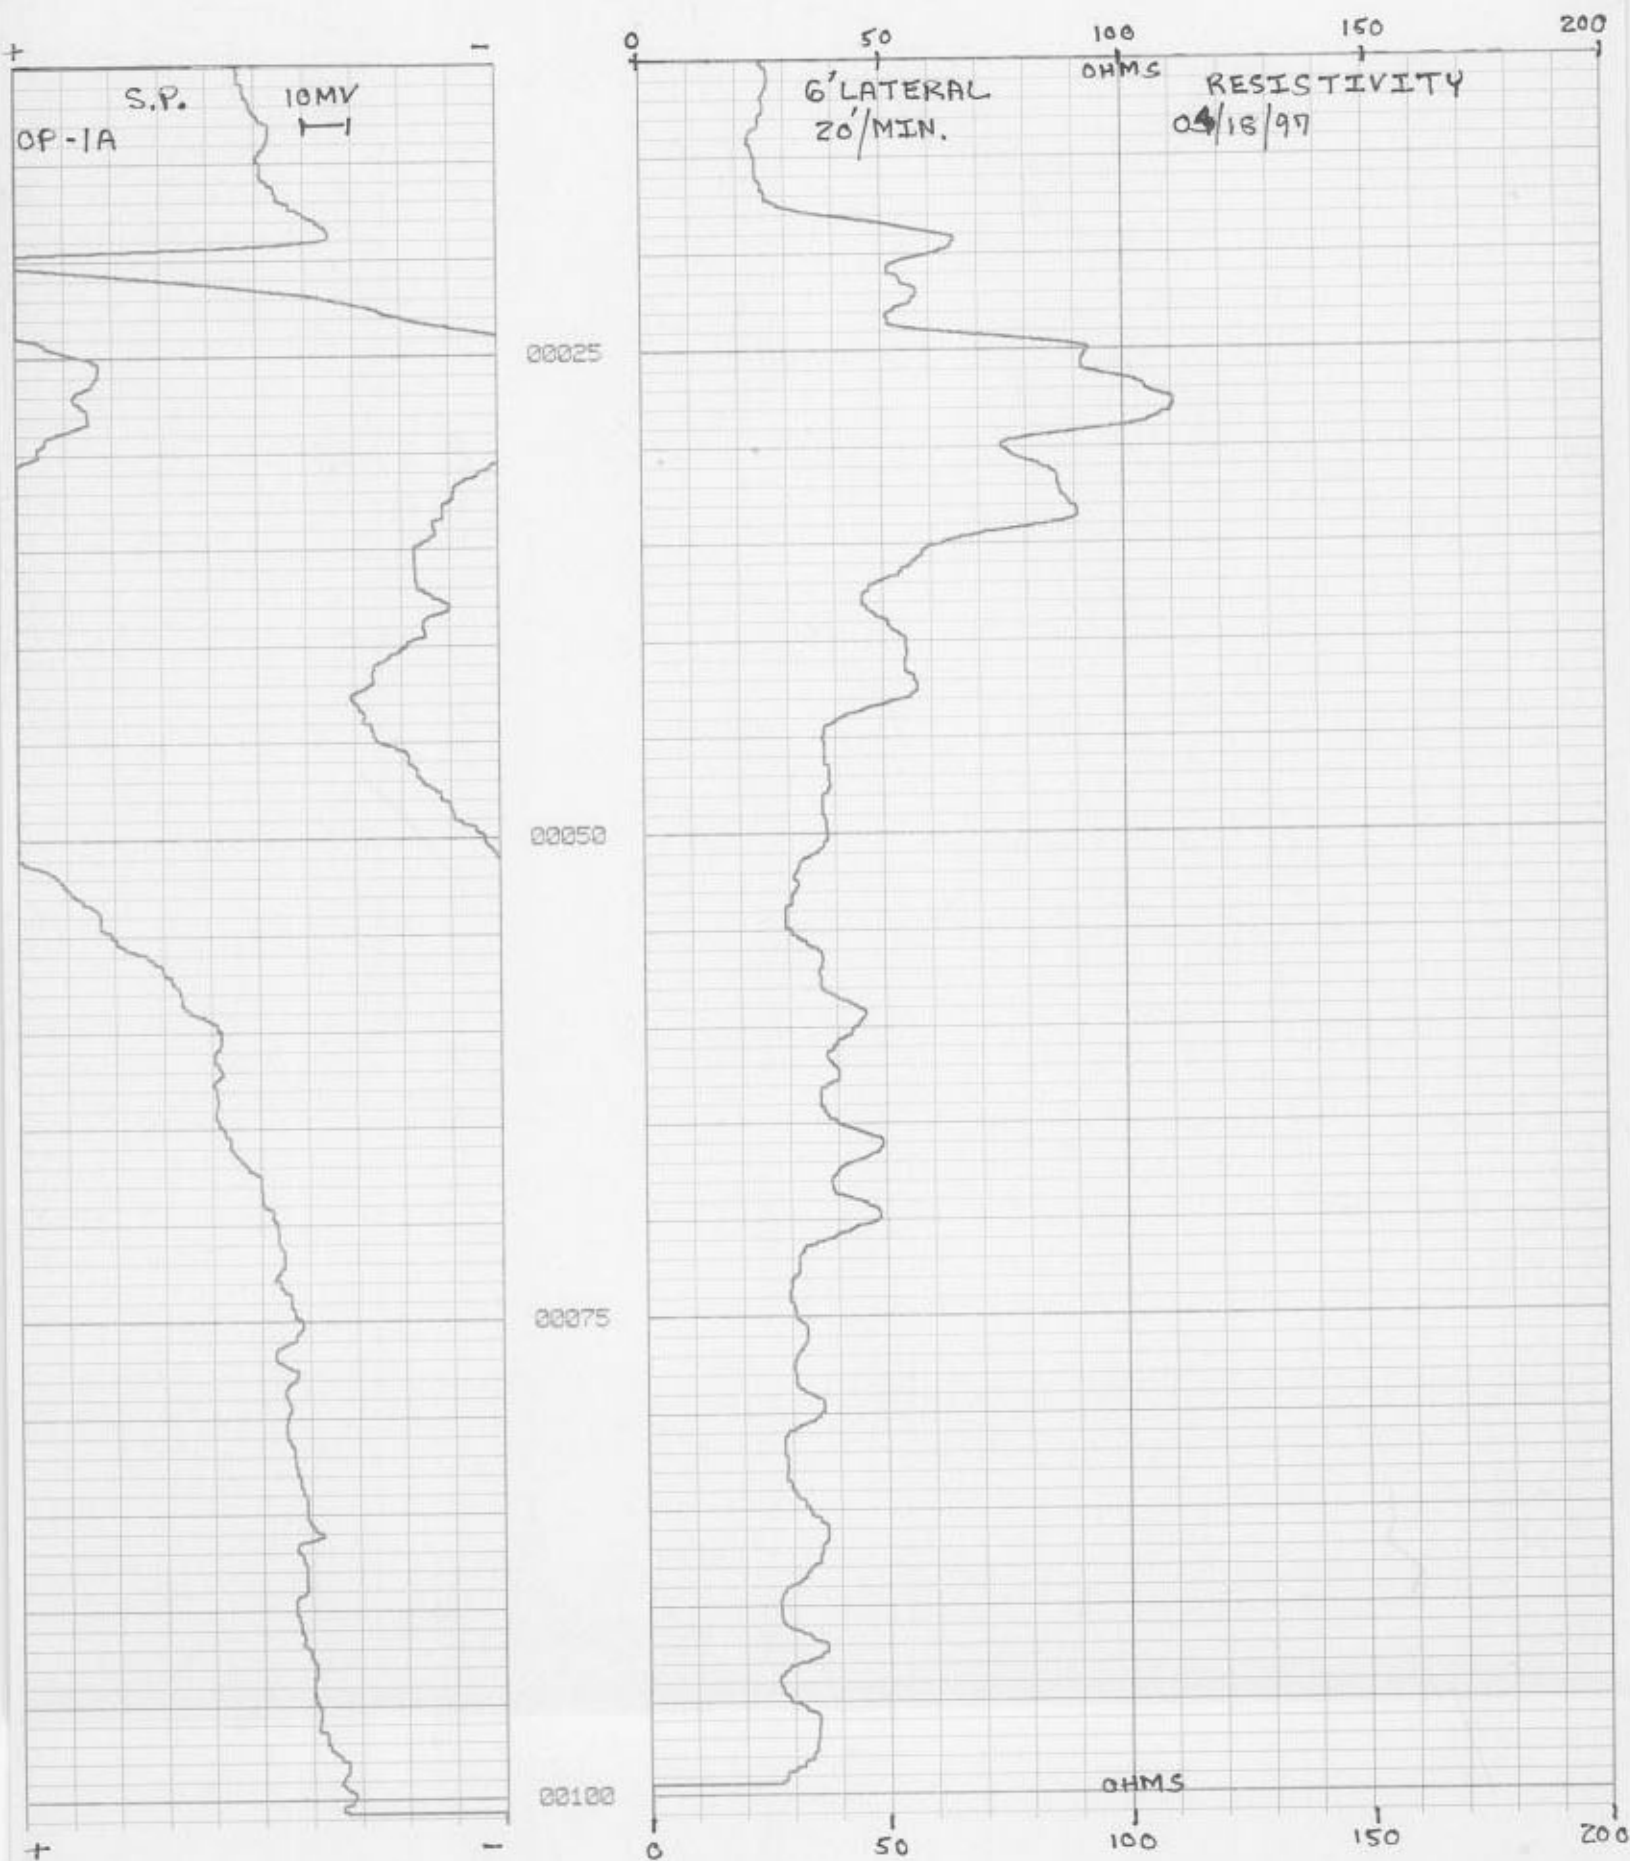 0 50 100 150 200
+ -
OHMS
S.P. 10MV
6' LATERAL
RESISTIVITY
OP-1A
20'/MIN.
04/18/97
00025
00050
00075
00100
OHMS
+ -
0 50 100 150 200